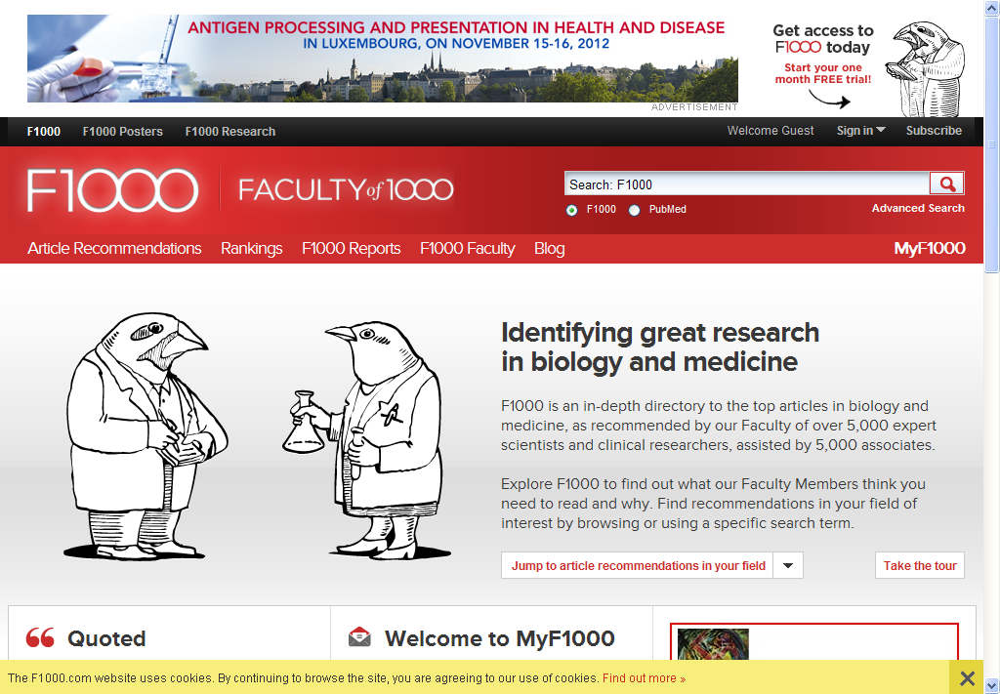 ANTIGEN PROCESSING AND PRESENTATION IN HEALTH AND DISEASE
IN LUXEMBOURG, ON NOVEMBER 15-16, 2012
Get access to
F1000 today
Start your one
month FREE trial!
ADVERTISEMENT
F1000 F1000 Posters F1000 Research Welcome Guest Sign in Subscribe
F1000 FACULTY of 1000
Search: F1000
F1000 PubMed Advanced Search
Article Recommendations Rankings F1000 Reports F1000 Faculty Blog MyF1000
Identifying great research
in biology and medicine
F1000 is an in-depth directory to the top articles in biology and
medicine, as recommended by our Faculty of over 5,000 expert
scientists and clinical researchers, assisted by 5,000 associates.
Explore F1000 to find out what our Faculty Members think you
need to read and why. Find recommendations in your field of
interest by browsing or using a specific search term.
Jump to article recommendations in your field Take the tour
Quoted Welcome to MyF1000
The F1000.com website uses cookies. By continuing to browse the site, you are agreeing to our use of cookies. Find out more »